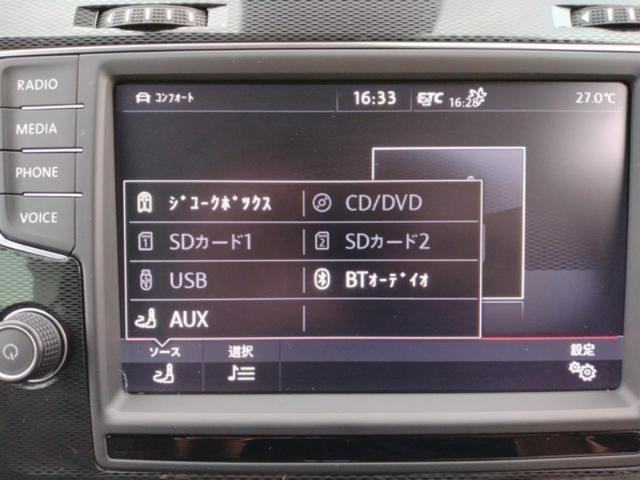 RADIO
MEDIA
PHONE
VOICE
コンフォート 16:33 ETC 16:28 27.0℃
ジュークボックス CD/DVD
SDカード1 SDカード2
USB BTオーディオ
AUX
ソース 選択 設定